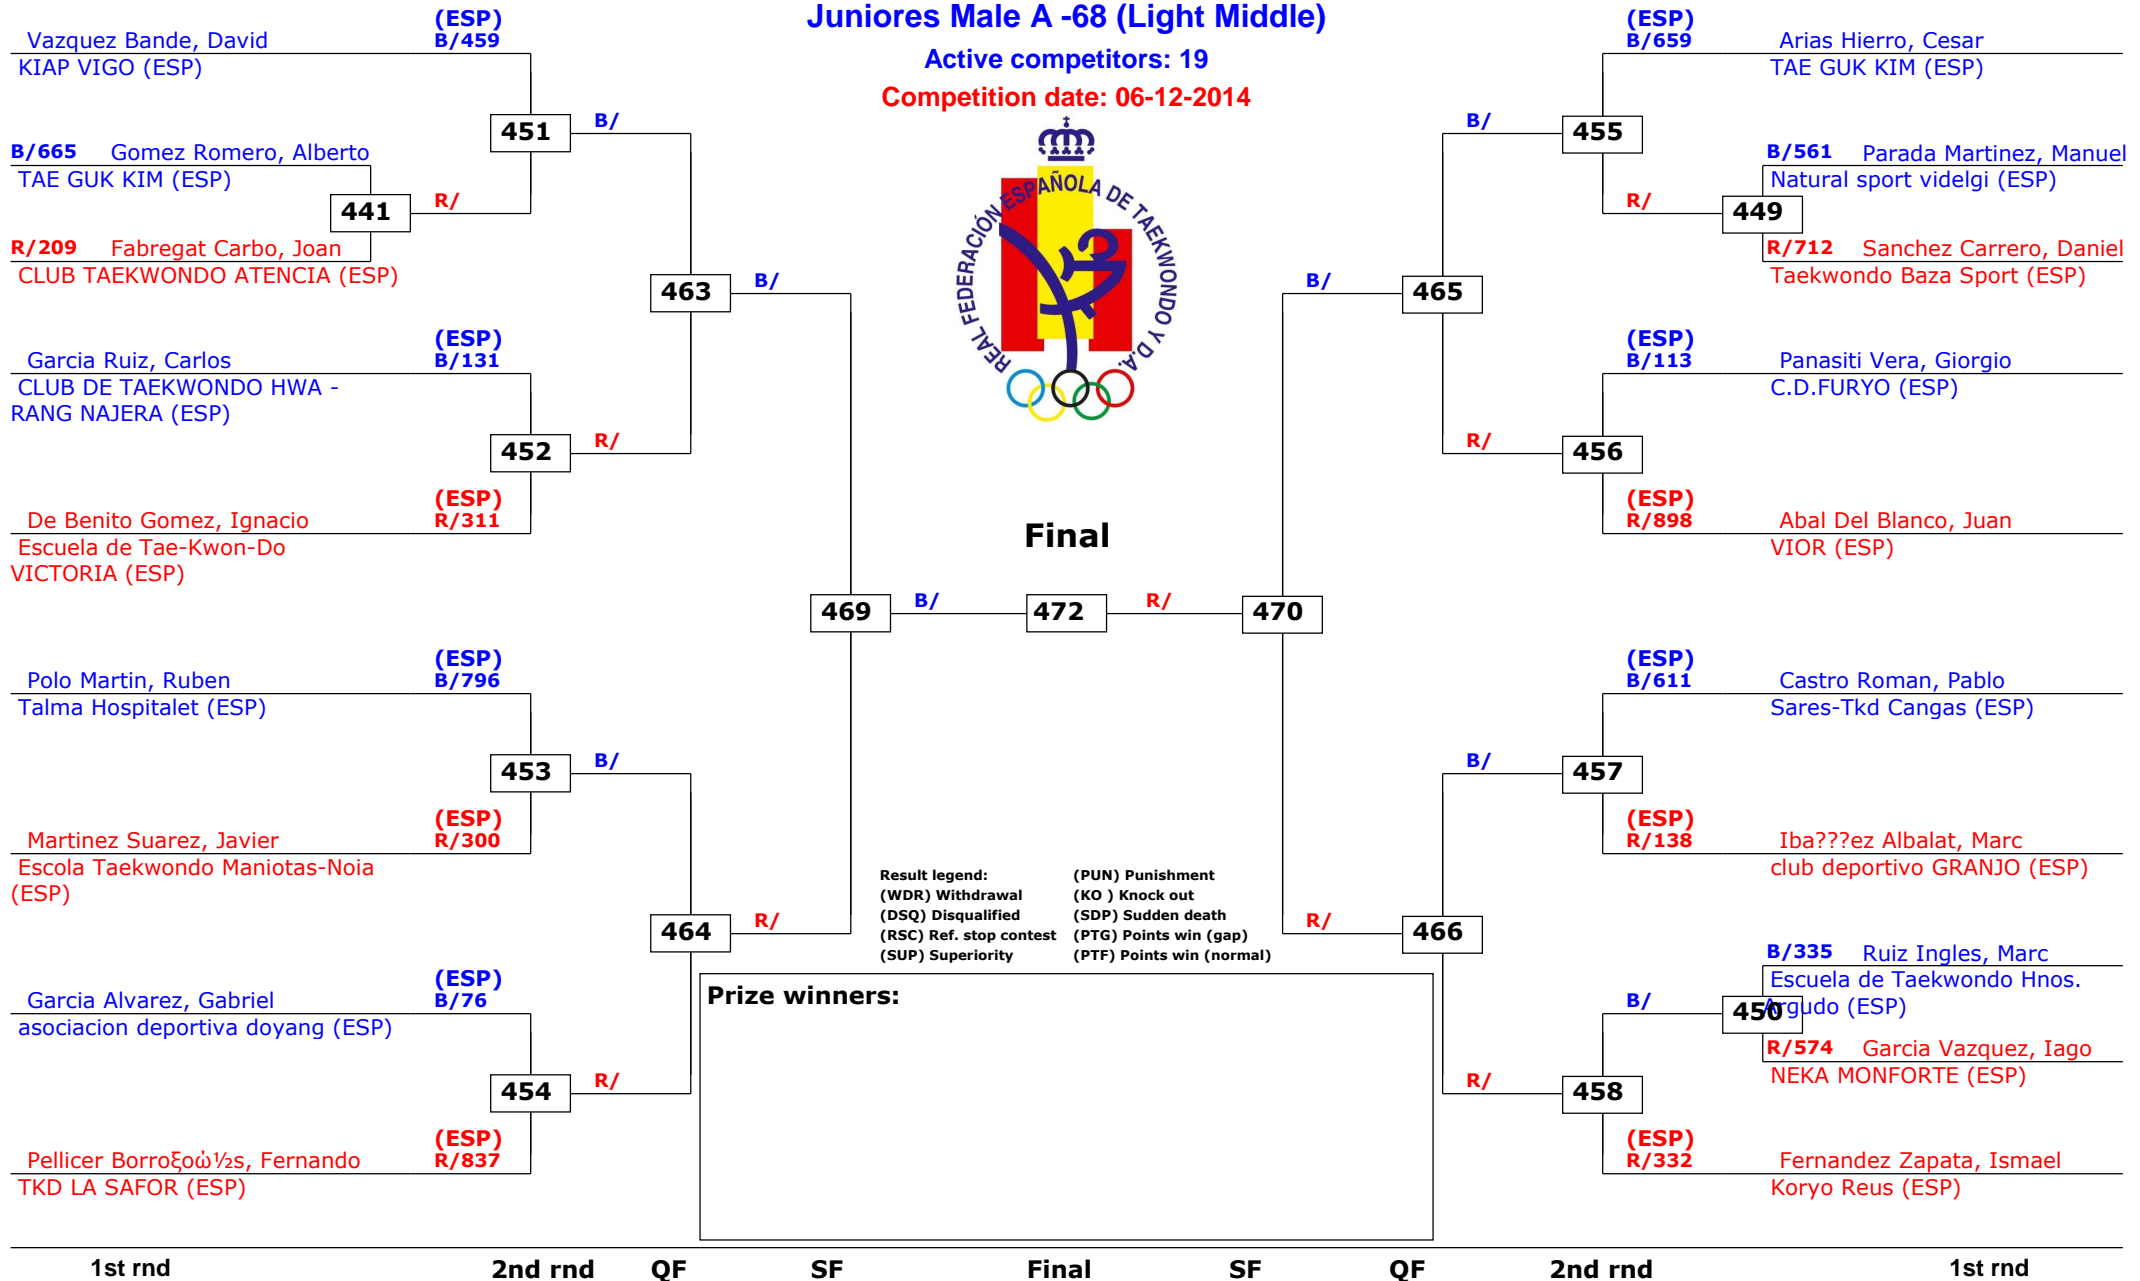 Juniores Male A -68 (Light Middle)
Active competitors: 19
Competition date: 06-12-2014
REAL FEDERACIÓN ESPAÑOLA DE TAEKWONDO Y D.A.
(ESP)
Vazquez Bande, David B/459
KIAP VIGO (ESP)
451
B/
B/665 Gomez Romero, Alberto
TAE GUK KIM (ESP)
441
R/
R/209 Fabregat Carbo, Joan
CLUB TAEKWONDO ATENCIA (ESP)
463
B/
(ESP)
Garcia Ruiz, Carlos B/131
CLUB DE TAEKWONDO HWA -
RANG NAJERA (ESP)
452
R/
(ESP)
De Benito Gomez, Ignacio R/311
Escuela de Tae-Kwon-Do
VICTORIA (ESP)
469
B/
(ESP)
Polo Martin, Ruben B/796
Talma Hospitalet (ESP)
453
B/
(ESP)
Martinez Suarez, Javier R/300
Escola Taekwondo Maniotas-Noia
(ESP)
464
R/
(ESP)
Garcia Alvarez, Gabriel B/76
asociacion deportiva doyang (ESP)
454
R/
(ESP)
Pellicer Borroξοώ½s, Fernando R/837
TKD LA SAFOR (ESP)
Final
472
R/
470
(ESP)
B/659 Arias Hierro, Cesar
TAE GUK KIM (ESP)
B/
455
B/561 Parada Martinez, Manuel
Natural sport videlgi (ESP)
R/
449
R/712 Sanchez Carrero, Daniel
Taekwondo Baza Sport (ESP)
B/
465
(ESP)
B/113 Panasiti Vera, Giorgio
C.D.FURYO (ESP)
R/
456
(ESP)
R/898 Abal Del Blanco, Juan
VIOR (ESP)
(ESP)
B/611 Castro Roman, Pablo
Sares-Tkd Cangas (ESP)
B/
457
(ESP)
R/138 Iba???ez Albalat, Marc
club deportivo GRANJO (ESP)
R/
466
B/335 Ruiz Ingles, Marc
Escuela de Taekwondo Hnos.
Argudo (ESP)
B/
450
R/574 Garcia Vazquez, Iago
NEKA MONFORTE (ESP)
R/
458
(ESP)
R/332 Fernandez Zapata, Ismael
Koryo Reus (ESP)
Result legend: (PUN) Punishment
(WDR) Withdrawal (KO ) Knock out
(DSQ) Disqualified (SDP) Sudden death
(RSC) Ref. stop contest (PTG) Points win (gap)
(SUP) Superiority (PTF) Points win (normal)
Prize winners:
1st rnd 2nd rnd QF SF Final SF QF 2nd rnd 1st rnd